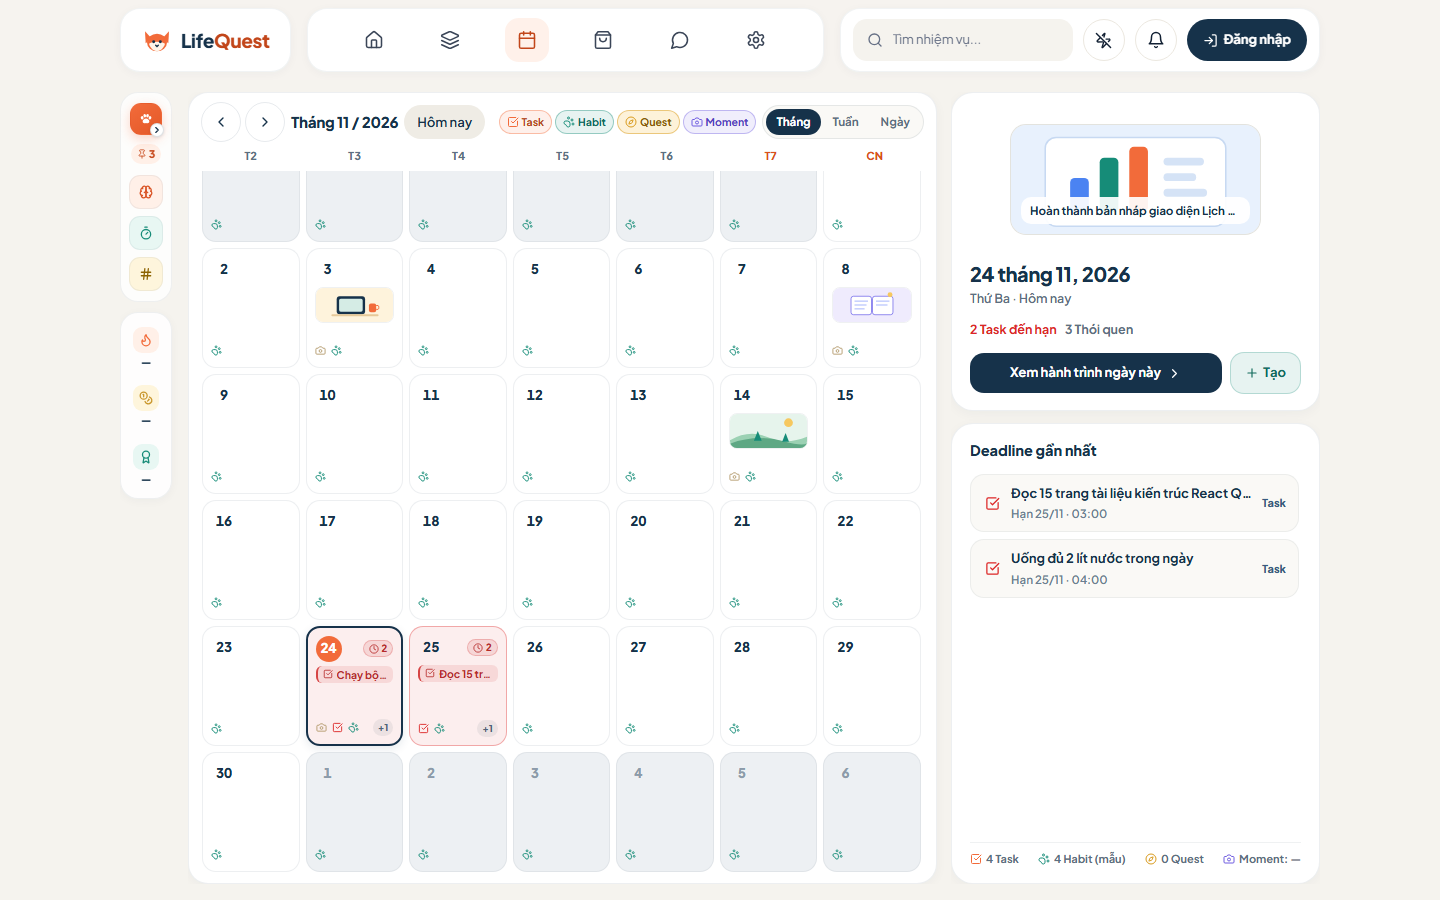 LifeQuest
Tìm nhiệm vụ...
Đăng nhập
3
Tháng 11 / 2026
Hôm nay
Task
Habit
Quest
Moment
Tháng
Tuần
Ngày
T2
T3
T4
T5
T6
T7
CN
2
3
4
5
6
7
8
9
10
11
12
13
14
15
16
17
18
19
20
21
22
23
24
2
Chạy bộ...
+1
25
2
Đọc 15 tr...
+1
26
27
28
29
30
1
2
3
4
5
6
–
–
–
Hoàn thành bản nháp giao diện Lịch ...
24 tháng 11, 2026
Thứ Ba · Hôm nay
2 Task đến hạn 3 Thói quen
Xem hành trình ngày này
+ Tạo
Deadline gần nhất
Đọc 15 trang tài liệu kiến trúc React Q...
Hạn 25/11 · 03:00
Task
Uống đủ 2 lít nước trong ngày
Hạn 25/11 · 04:00
Task
4 Task
4 Habit (mẫu)
0 Quest
Moment: —